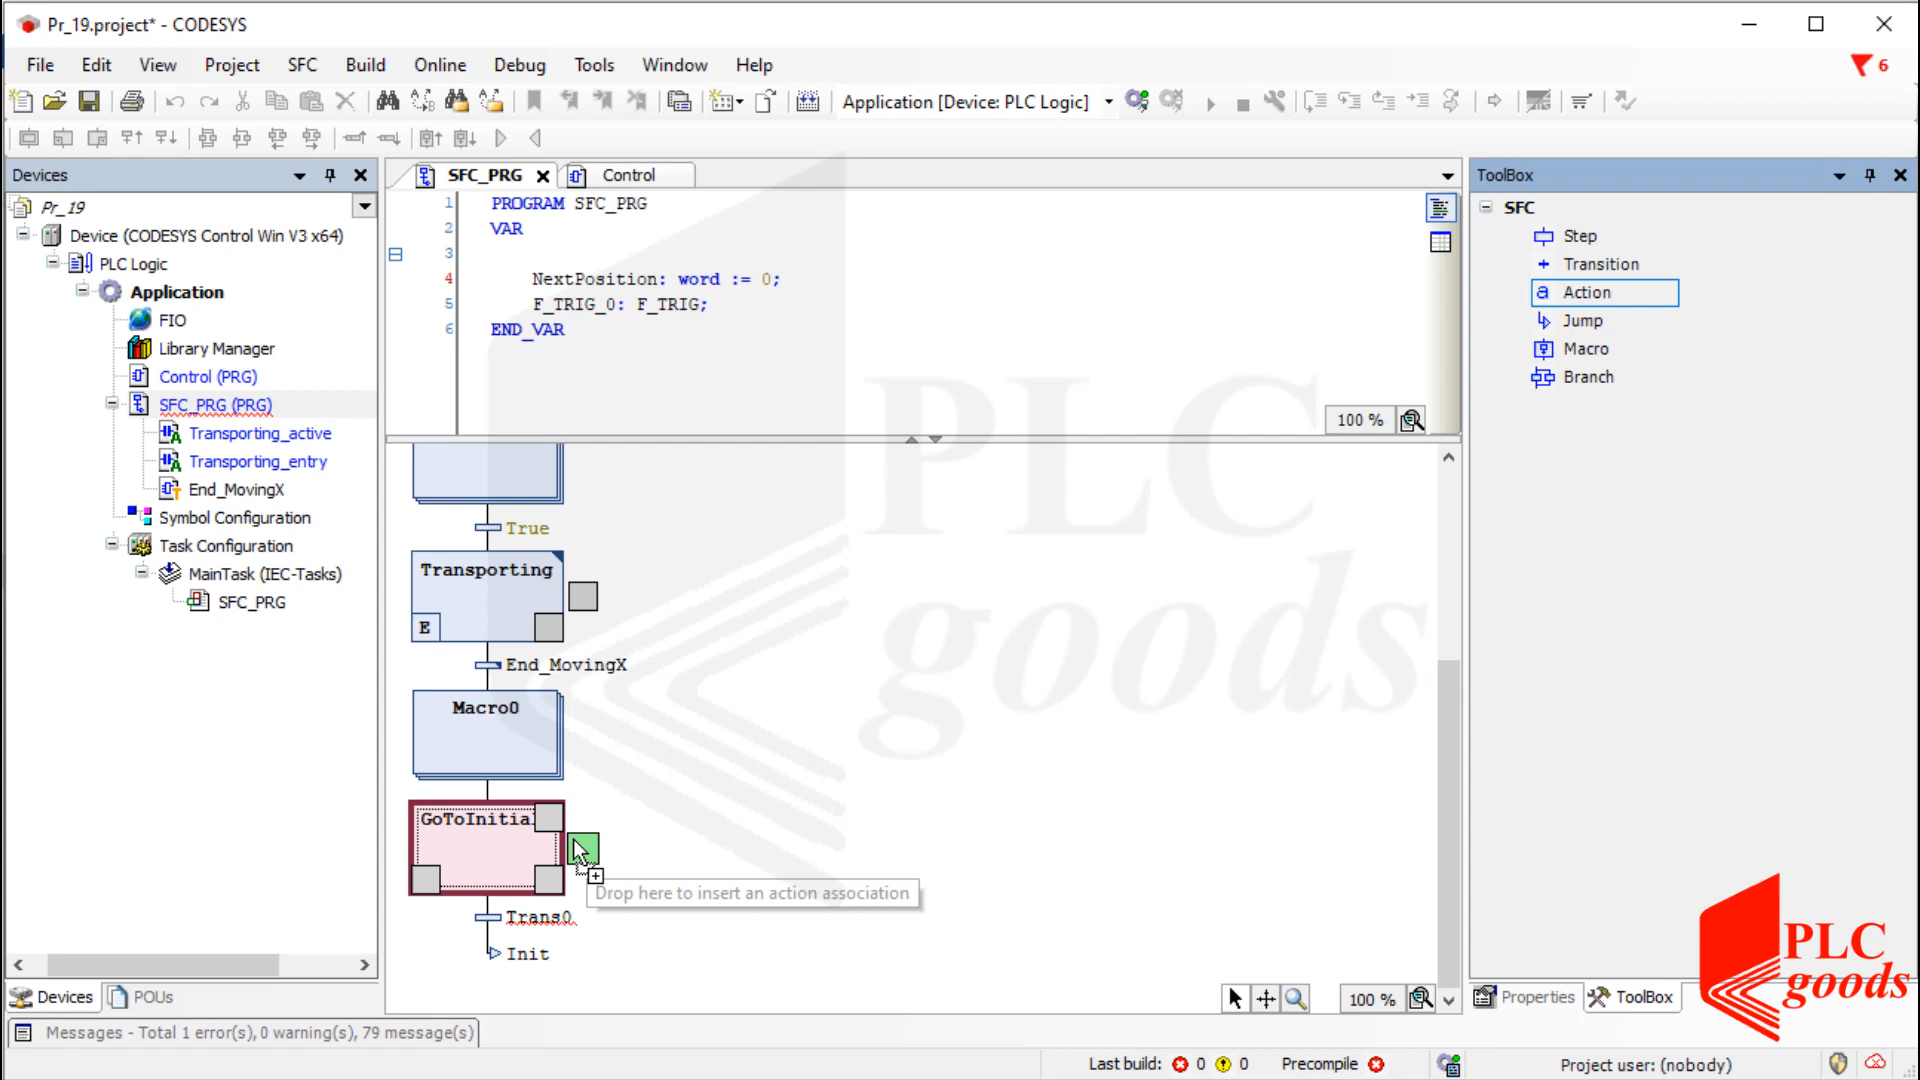 Pr_19.project* - CODESYS
File Edit View Project SFC Build Online Debug Tools Window Help
6
Application [Device: PLC Logic]
Devices
Pr_19
Device (CODESYS Control Win V3 x64)
PLC Logic
Application
FIO
Library Manager
Control (PRG)
SFC_PRG (PRG)
Transporting_active
Transporting_entry
End_MovingX
Symbol Configuration
Task Configuration
MainTask (IEC-Tasks)
SFC_PRG
Devices POUs
SFC_PRG Control
1 PROGRAM SFC_PRG
2 VAR
3
4 NextPosition: word := 0;
5 F_TRIG_0: F_TRIG;
6 END_VAR
100 %
True
Transporting
E
End_MovingX
Macro0
GoToInitial
Drop here to insert an action association
Trans0
Init
100 %
PLC
goods
ToolBox
SFC
Step
Transition
Action
Jump
Macro
Branch
Properties ToolBox
PLC
goods
Messages - Total 1 error(s), 0 warning(s), 79 message(s)
Last build: 0 0 Precompile Project user: (nobody)